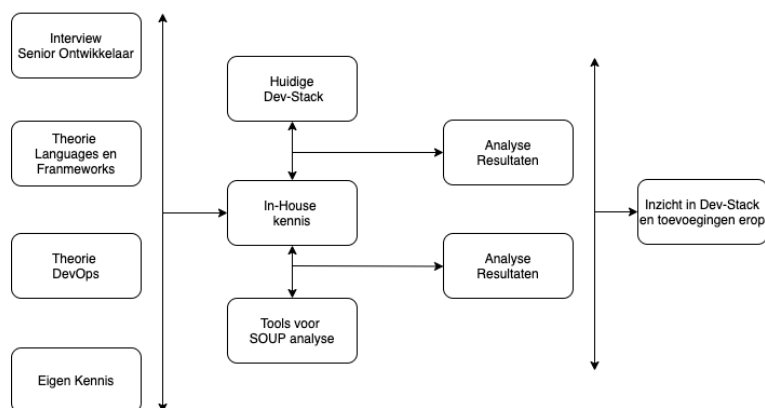 Interview
Senior Ontwikkelaar
Theorie
Languages en
Franmeworks
Theorie
DevOps
Eigen Kennis
Huidige
Dev-Stack
In-House
kennis
Tools voor
SOUP analyse
Analyse
Resultaten
Analyse
Resultaten
Inzicht in Dev-Stack
en toevoegingen erop